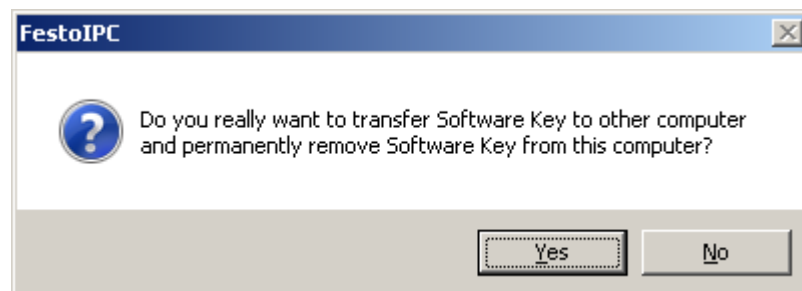 FestoIPC
Do you really want to transfer Software Key to other computer
and permanently remove Software Key from this computer?
Yes
No